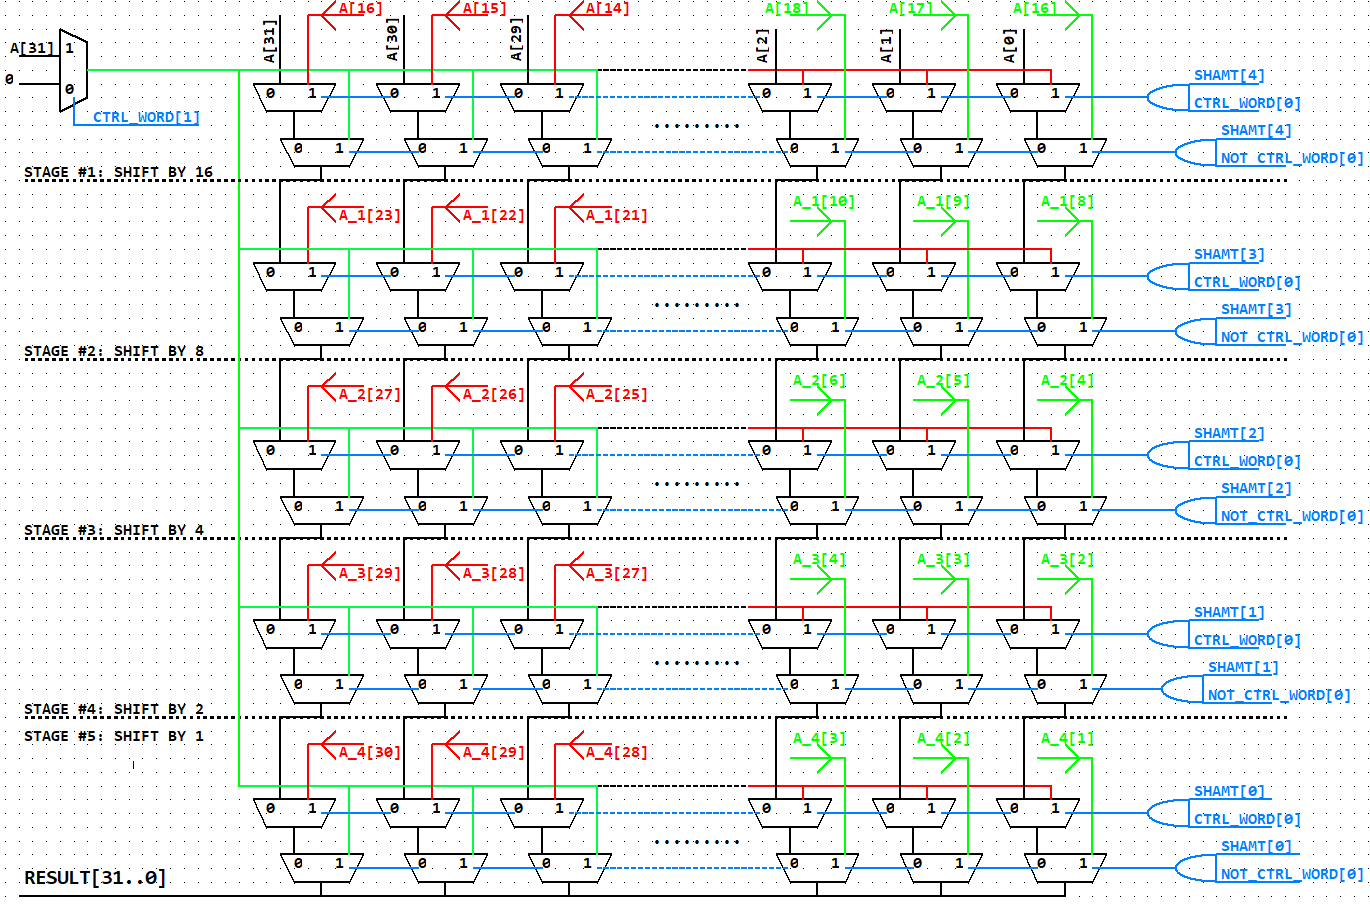 A[16] A[15] A[14] A[18] A[17] A[16]
A[31] A[30] A[29] A[2] A[1] A[0]
A[31] 1
0 0
CTRL_WORD[1]
0 1 0 1 0 1 0 1 0 1 0 1
SHAMT[4]
CTRL_WORD[0]
0 1 0 1 0 1 0 1 0 1 0 1
SHAMT[4]
NOT CTRL_WORD[0]
STAGE #1: SHIFT BY 16
A_1[23] A_1[22] A_1[21] A_1[10] A_1[9] A_1[8]
0 1 0 1 0 1 0 1 0 1 0 1
SHAMT[3]
CTRL_WORD[0]
0 1 0 1 0 1 0 1 0 1 0 1
SHAMT[3]
NOT CTRL_WORD[0]
STAGE #2: SHIFT BY 8
A_2[27] A_2[26] A_2[25] A_2[6] A_2[5] A_2[4]
0 1 0 1 0 1 0 1 0 1 0 1
SHAMT[2]
CTRL_WORD[0]
0 1 0 1 0 1 0 1 0 1 0 1
SHAMT[2]
NOT_CTRL_WORD[0]
STAGE #3: SHIFT BY 4
A_3[29] A_3[28] A_3[27] A_3[4] A_3[3] A_3[2]
0 1 0 1 0 1 0 1 0 1 0 1
SHAMT[1]
CTRL_WORD[0]
0 1 0 1 0 1 0 1 0 1 0 1
SHAMT[1]
NOT_CTRL_WORD[0]
STAGE #4: SHIFT BY 2
STAGE #5: SHIFT BY 1
A_4[30] A_4[29] A_4[28] A_4[3] A_4[2] A_4[1]
0 1 0 1 0 1 0 1 0 1 0 1
SHAMT[0]
CTRL_WORD[0]
0 1 0 1 0 1 0 1 0 1 0 1
SHAMT[0]
NOT_CTRL_WORD[0]
RESULT[31..0]